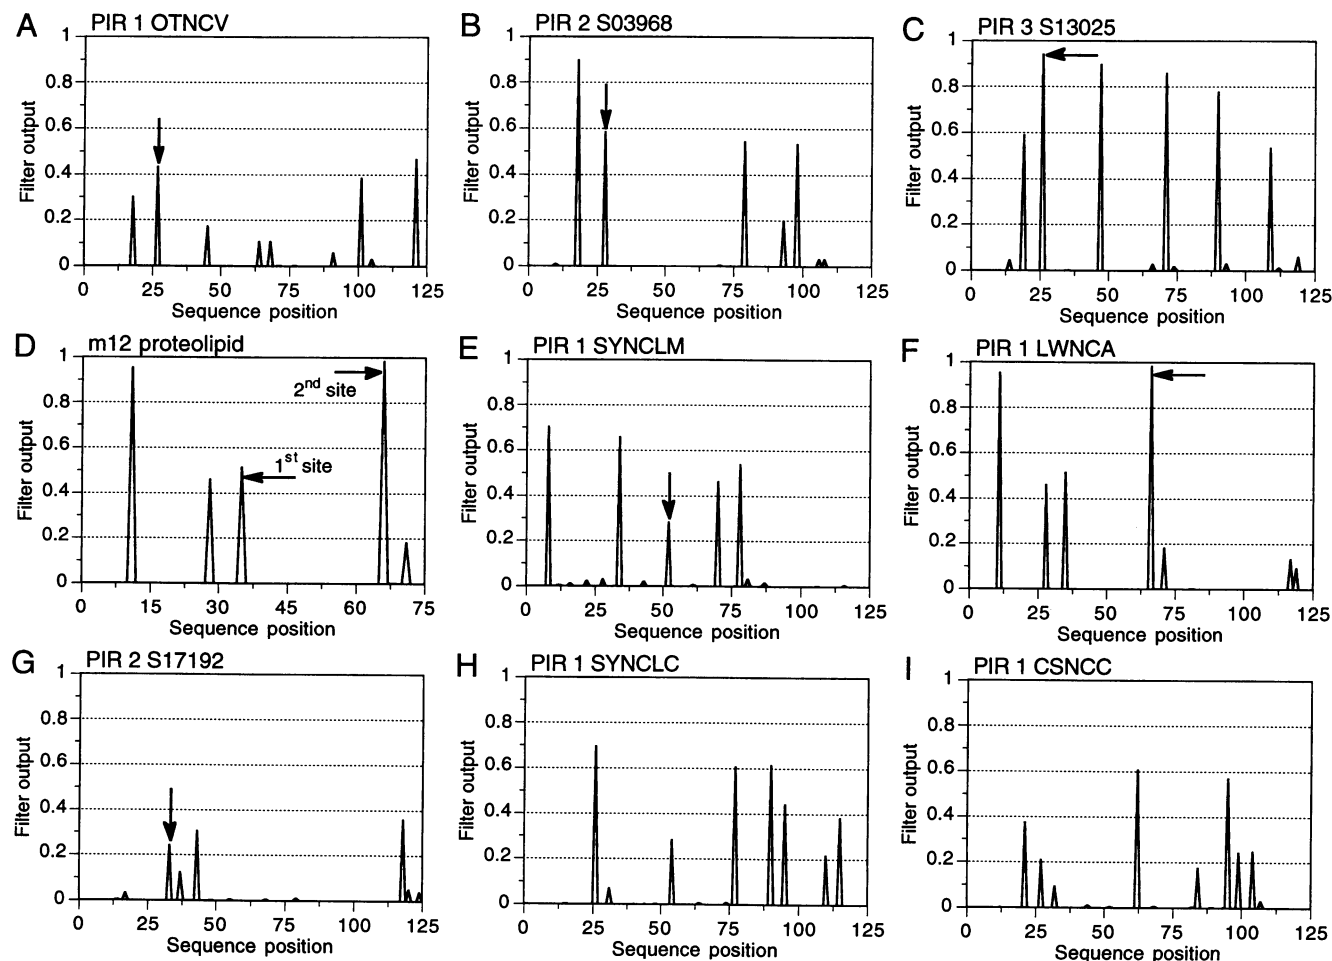 A PIR 1 OTNCV
1
0.8
0.6
0.4
0.2
0
Filter output
0 25 50 75 100 125
Sequence position
B PIR 2 S03968
1
0.8
0.6
0.4
0.2
0
Filter output
0 25 50 75 100 125
Sequence position
C PIR 3 S13025
1
0.8
0.6
0.4
0.2
0
Filter output
0 25 50 75 100 125
Sequence position
D m12 proteolipid
1
0.8
0.6
0.4
0.2
0
Filter output
2nd site
1st site
0 15 30 45 60 75
Sequence position
E PIR 1 SYNCLM
1
0.8
0.6
0.4
0.2
0
Filter output
0 25 50 75 100 125
Sequence position
F PIR 1 LWNCA
1
0.8
0.6
0.4
0.2
0
Filter output
0 25 50 75 100 125
Sequence position
G PIR 2 S17192
1
0.8
0.6
0.4
0.2
0
Filter output
0 25 50 75 100 125
Sequence position
H PIR 1 SYNCLC
1
0.8
0.6
0.4
0.2
0
Filter output
0 25 50 75 100 125
Sequence position
I PIR 1 CSNCC
1
0.8
0.6
0.4
0.2
0
Filter output
0 25 50 75 100 125
Sequence position